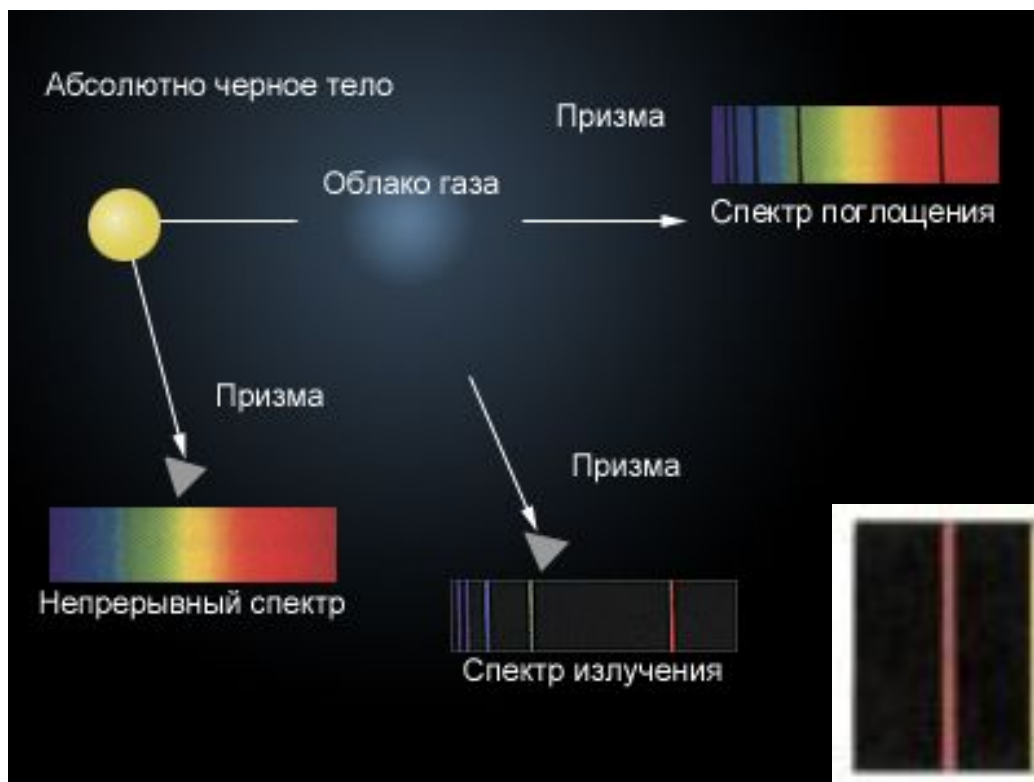 Абсолютно черное тело
Призма
Облако газа
Спектр поглощения
Призма
Призма
Непрерывный спектр
Спектр излучения